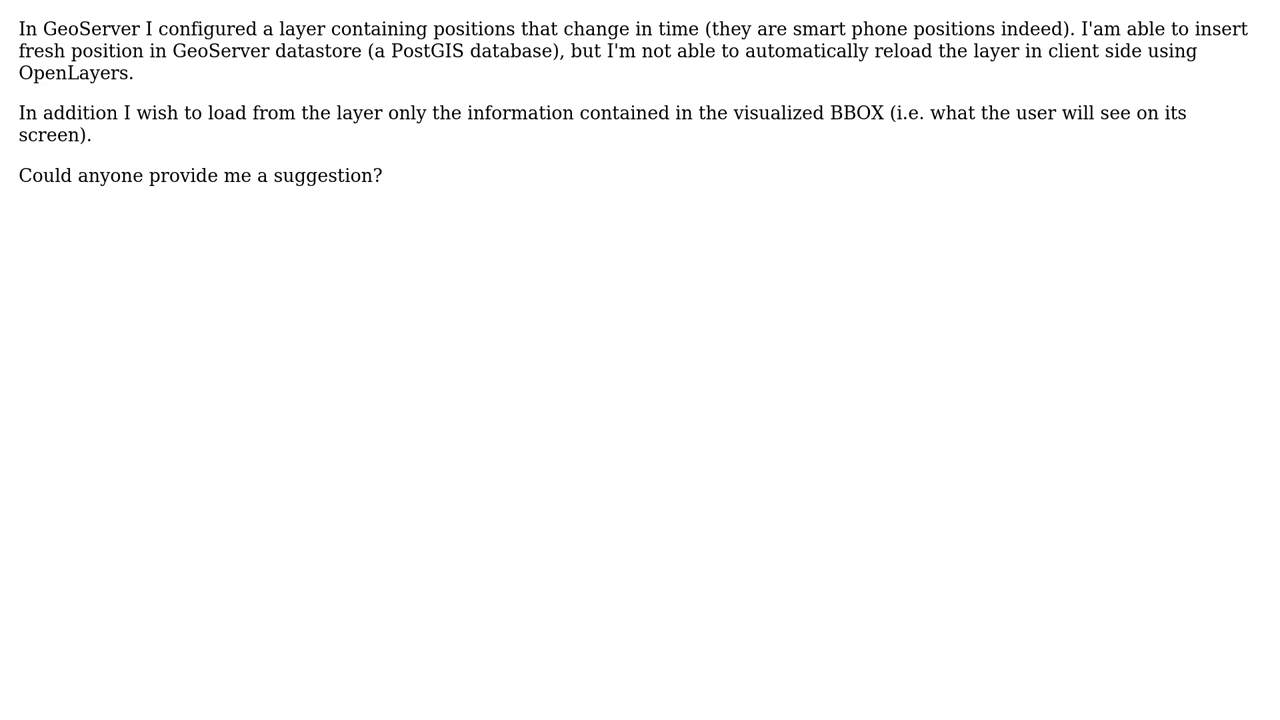 In GeoServer I configured a layer containing positions that change in time (they are smart phone positions indeed). I'am able to insert
fresh position in GeoServer datastore (a PostGIS database), but I'm not able to automatically reload the layer in client side using
OpenLayers.
In addition I wish to load from the layer only the information contained in the visualized BBOX (i.e. what the user will see on its
screen).
Could anyone provide me a suggestion?